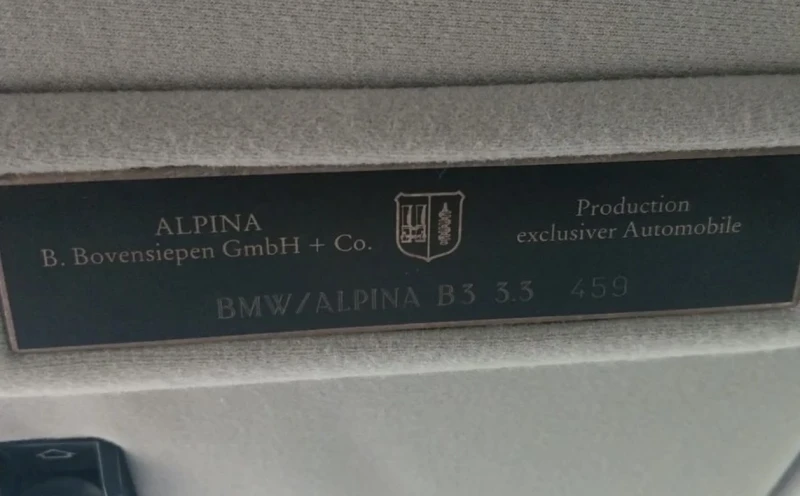 ALPINA
B. Bovensiepen GmbH + Co.
Production
exclusiver Automobile
BMW/ALPINA B3 3.3 459